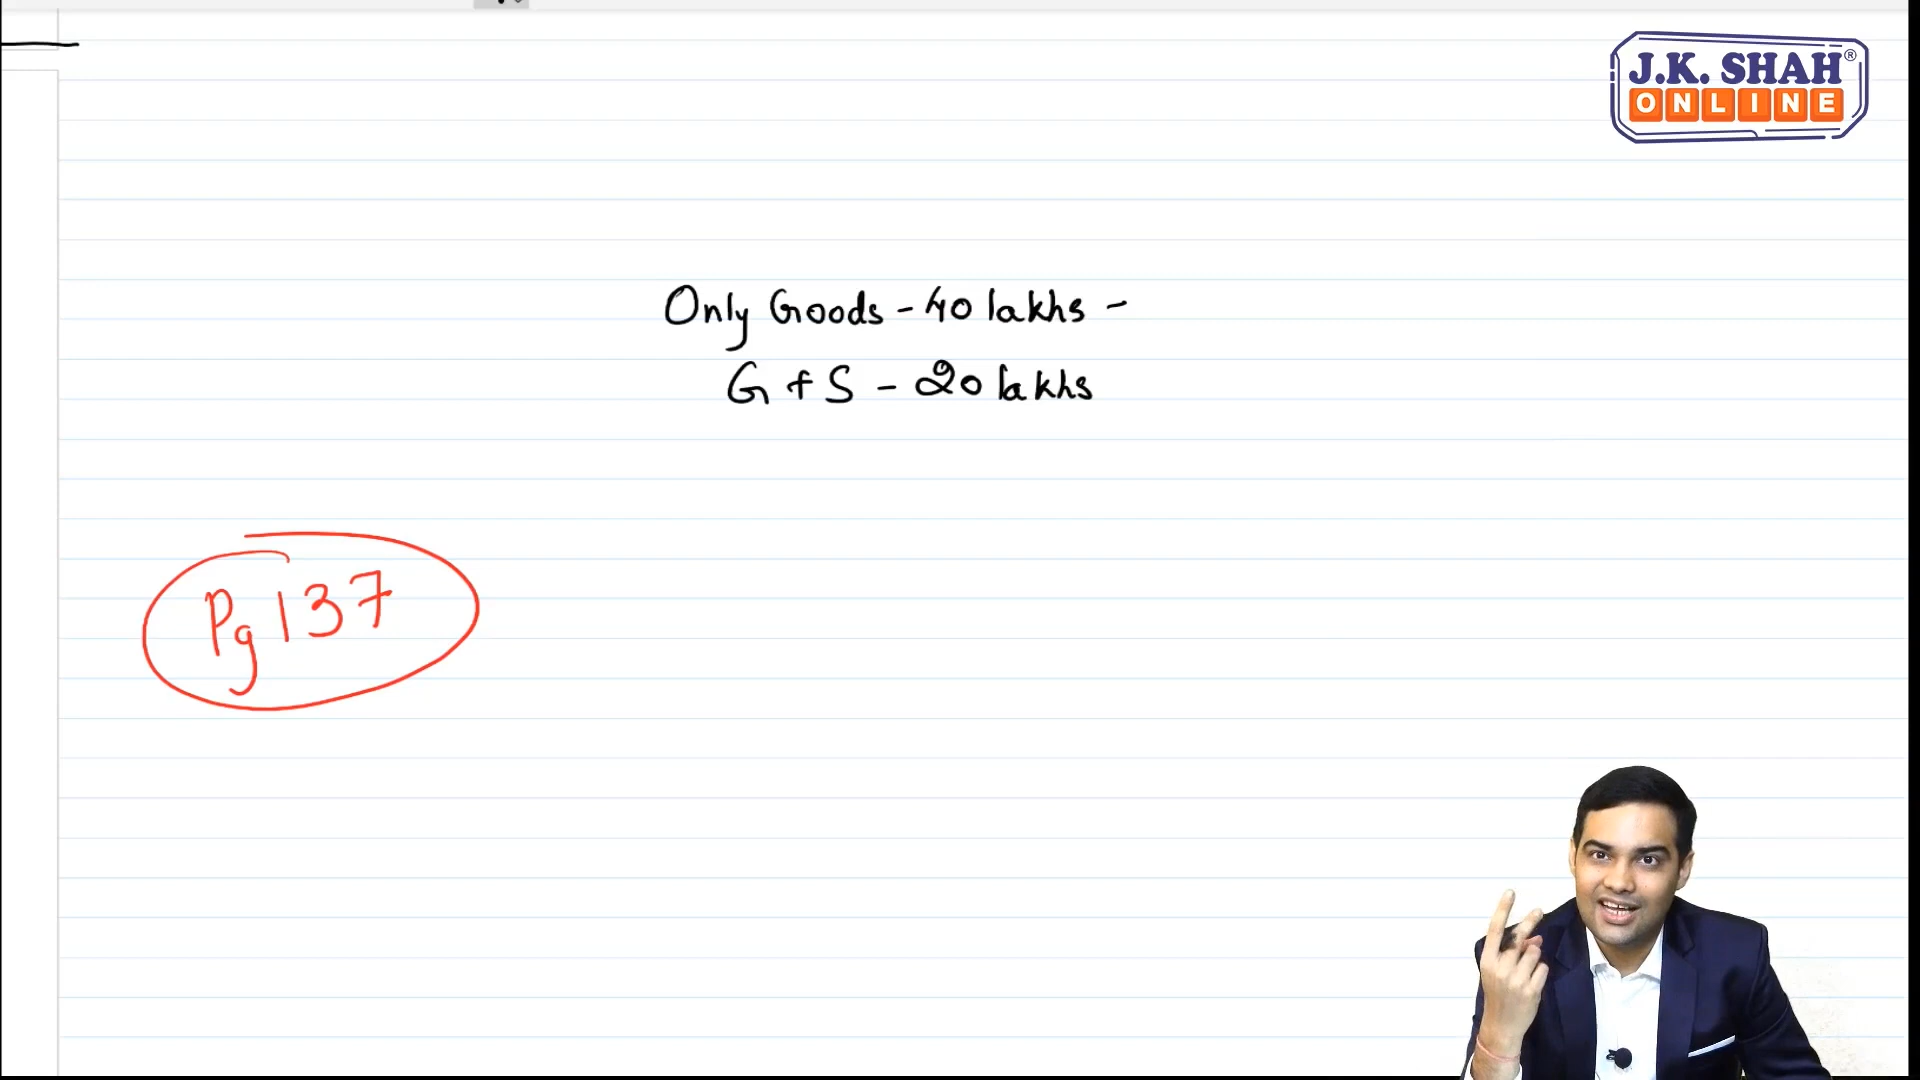 J.K. SHAH®
ONLINE
Only Goods - 40 lakhs -
G + S - 20 lakhs
Pg 137